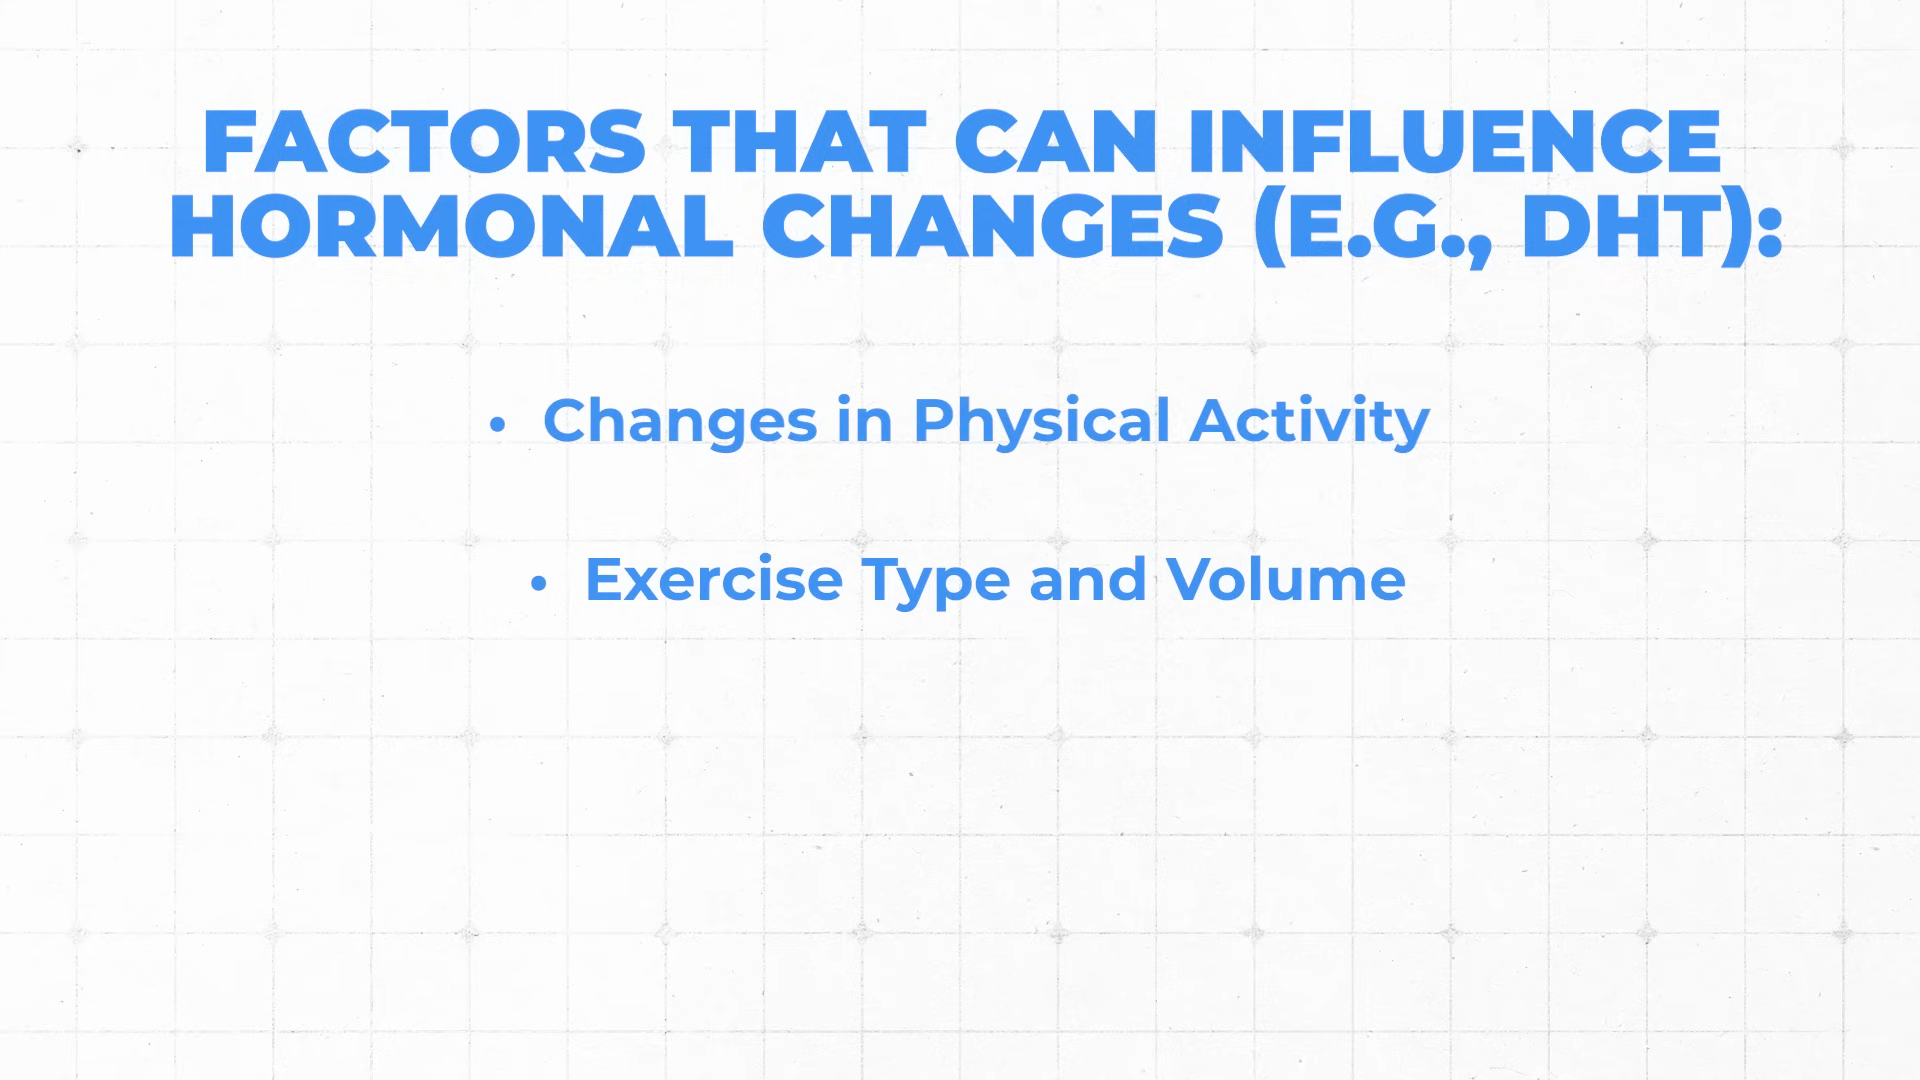 FACTORS THAT CAN INFLUENCE
HORMONAL CHANGES (E.G., DHT):
• Changes in Physical Activity
• Exercise Type and Volume